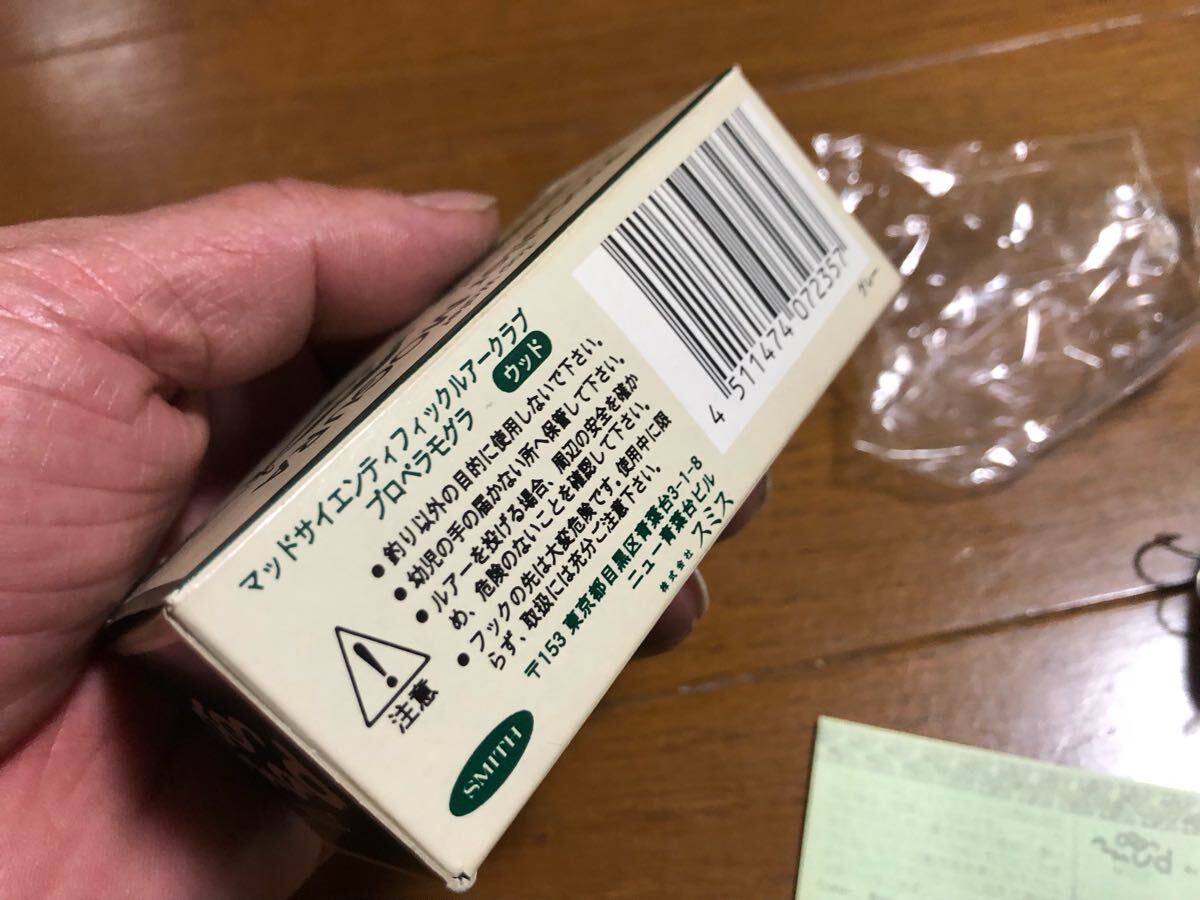 マッドサイエンティフィックルアークラブ
プロペラモグラ
ウッド
●釣り以外の目的に使用しないで下さい。
●幼児の手の届かない所へ保管して下さい。
●ルアーを投げる場合、周辺の安全を確か
め、危険のないことを確認して下さい。
●フックの先は大変危険です。使用中に限
らず、取扱には充分ご注意下さい。
注意
〒153 東京都目黒区青葉台3-1-8
ニュー青葉台ビル
株式会社 スミス
SMITH
4 511474 072357
グレー